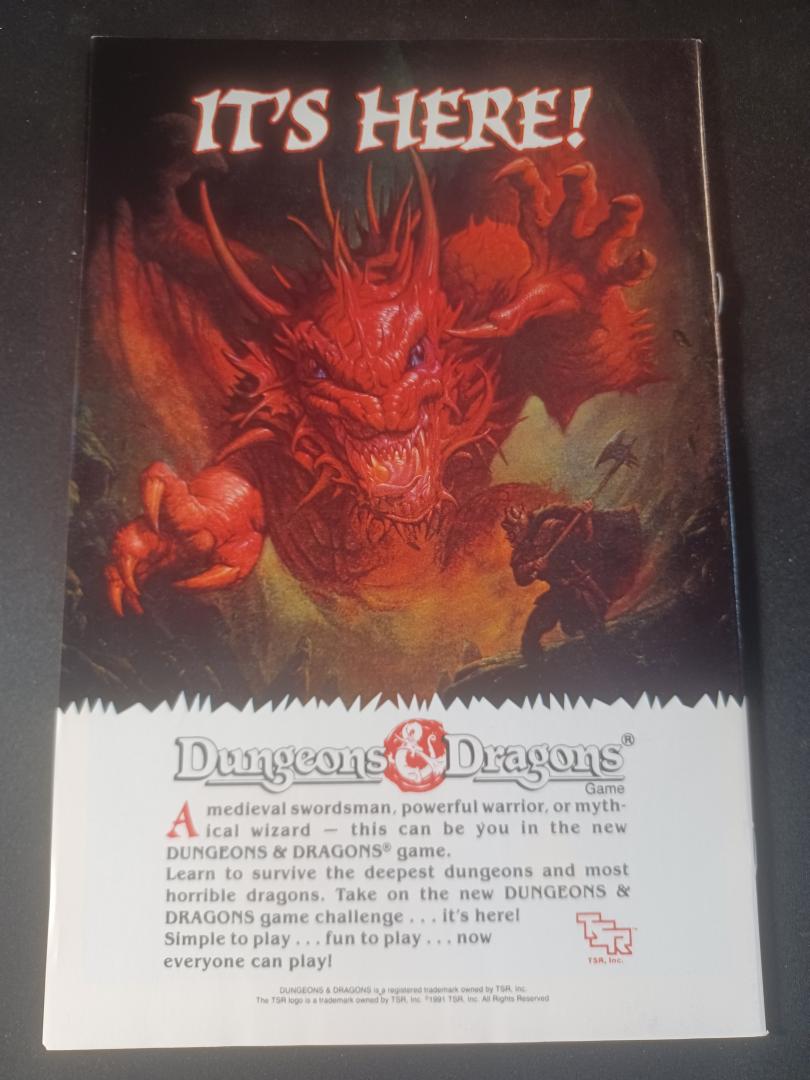 IT'S HERE!
Dungeons & Dragons®
Game
A medieval swordsman, powerful warrior, or myth-
ical wizard — this can be you in the new
DUNGEONS & DRAGONS® game.
Learn to survive the deepest dungeons and most
horrible dragons. Take on the new DUNGEONS &
DRAGONS game challenge . . . it's here!
Simple to play . . . fun to play . . . now
everyone can play!
TSR™
TSR, Inc.
DUNGEONS & DRAGONS is a registered trademark owned by TSR, Inc.
The TSR logo is a trademark owned by TSR, Inc. ©1991 TSR, Inc. All Rights Reserved